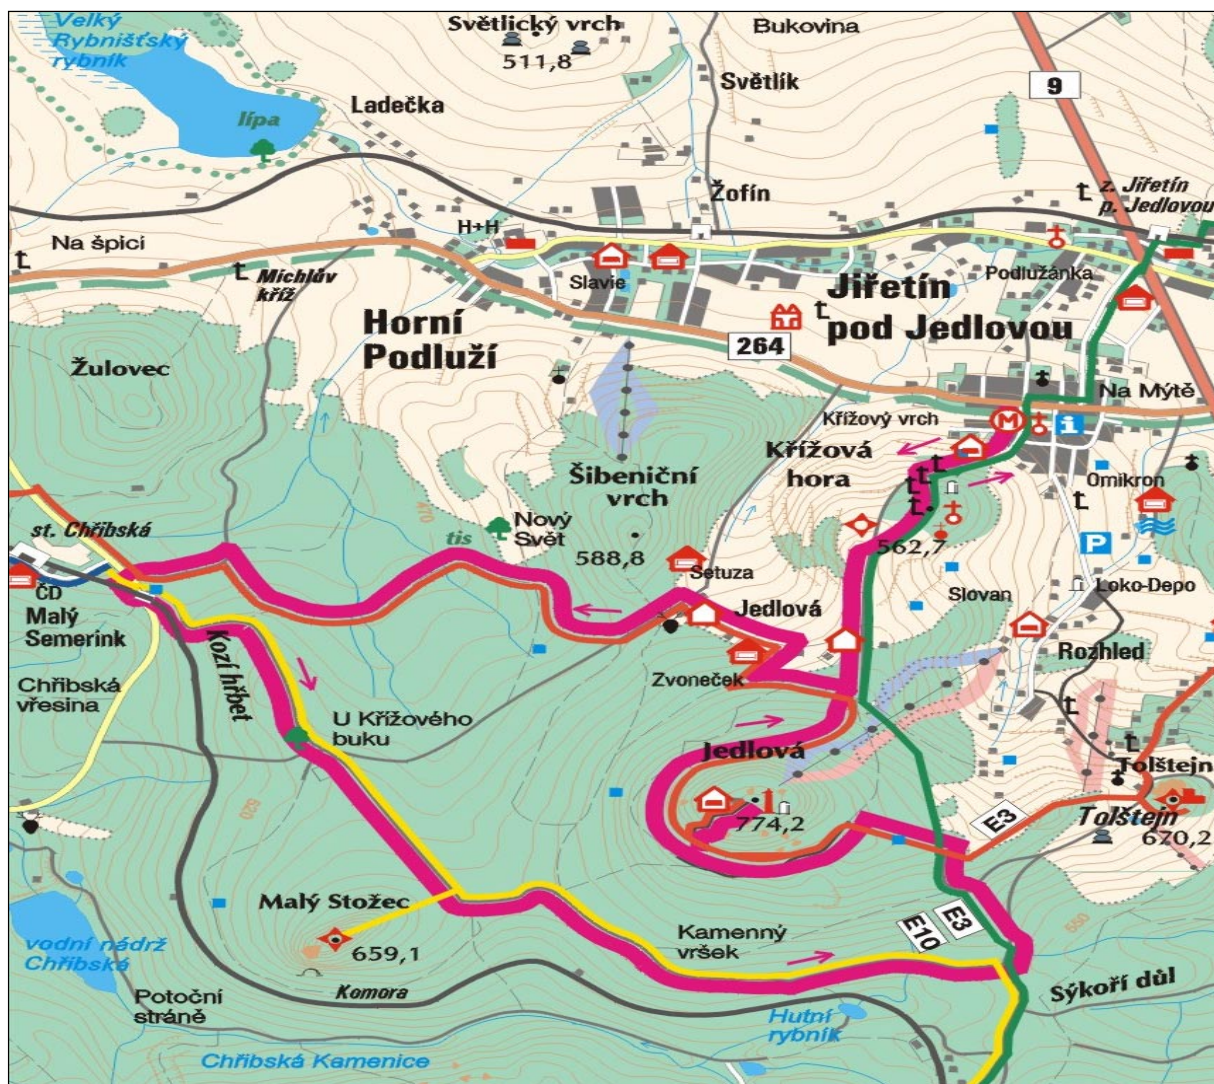 Velký
Rybnišťský
rybník
Světlický vrch
511,8
Bukovina
Světlík
9
Ladečka
lípa
Žofín
z. Jiřetín
p. Jedlovou
H+H
Na špici
Michlův
kříž
Slavie
Podlužánka
Jiřetín
pod Jedlovou
Horní
Podluží
264
Žulovec
Na Mýtě
Křížový vrch
M
i
Křížová
hora
Omikron
Šibeniční
vrch
470
st. Chřibská
Nový
Svět
tis
588,8
562,7
P
Setuza
Slovan
Loko-Depo
ČD
Malý
Semerink
Jedlová
Kozí hřbet
Rozhled
Zvoneček
Chřibská
vřesina
U Křížového
buku
Jedlová
Tolštejn
620
774,2
E3
Tolštejn
670,2
Malý Stožec
659,1
E10
E3
550
Kamenný
vršek
vodní nádrž
Chřibská
Komora
Sýkoří důl
Potoční
stráně
Hutní
rybník
Chřibská Kamenice